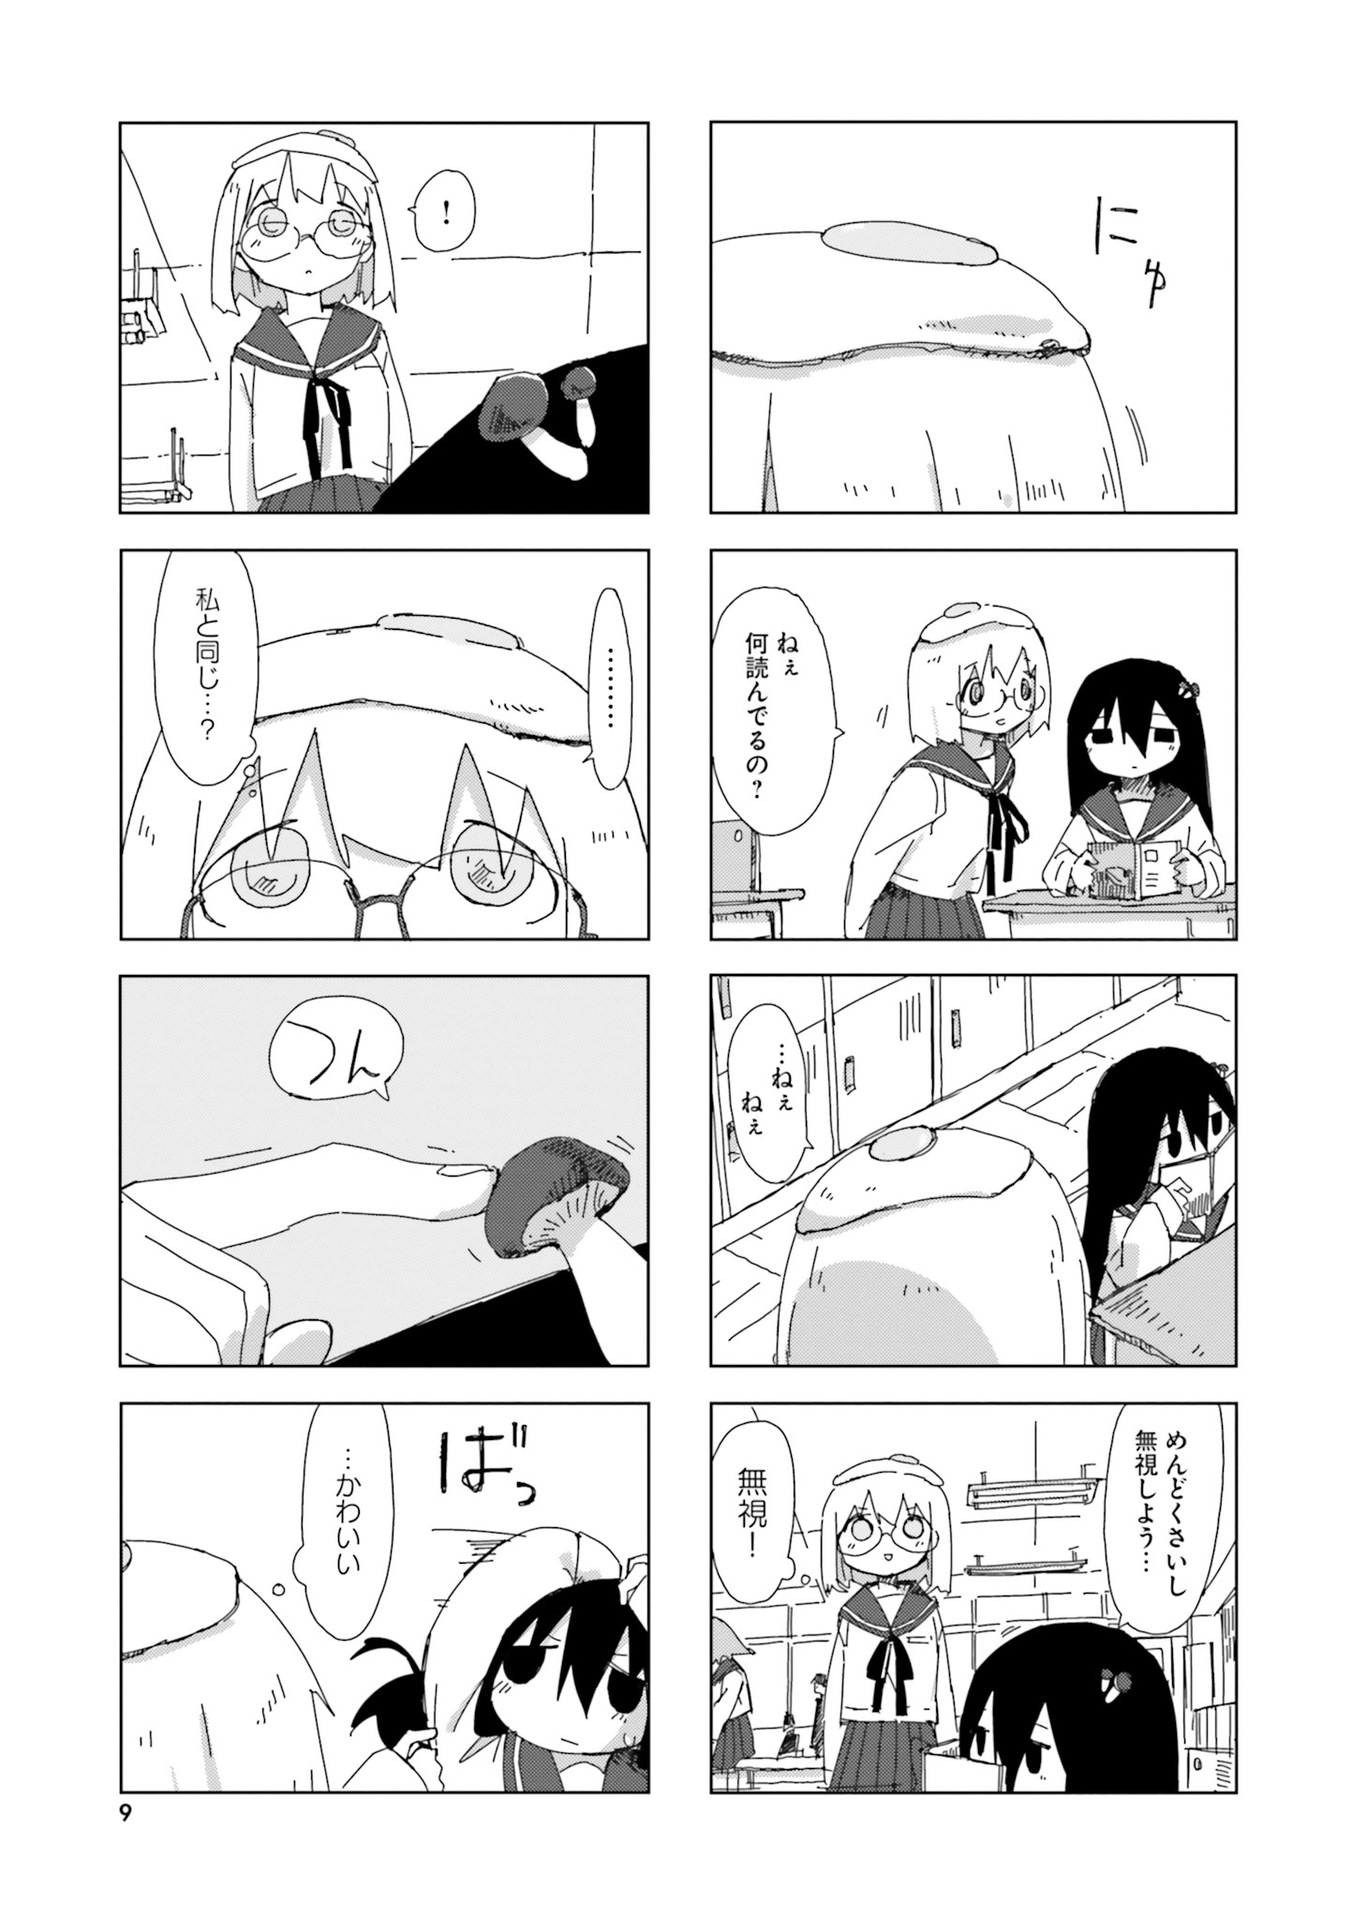 にゅ
ねぇ
何読んでるの？
…ねぇ
ねぇ
めんどくさいし
無視しよう…
無視！
！
………
私と同じ…？
つん
ばっ
…かわいい
9